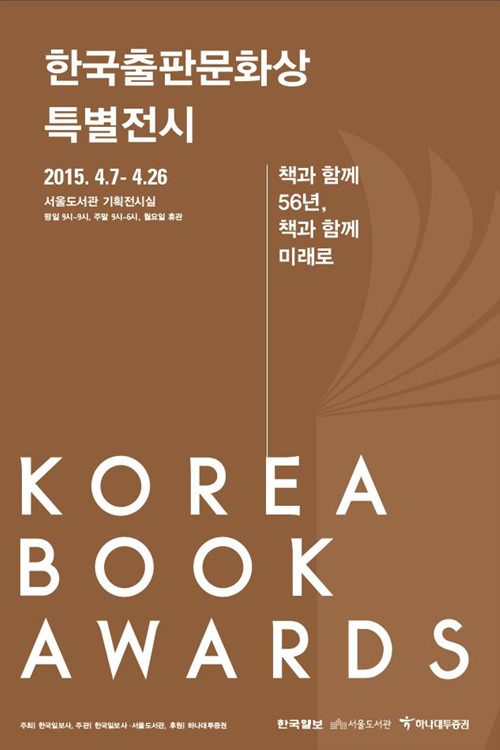 한국출판문화상
특별전시
2015. 4.7- 4.26
서울도서관 기획전시실
평일 9시~9시, 주말 9시~6시, 월요일 휴관
책과 함께
56년,
책과 함께
미래로
KOREA
BOOK
AWARDS
주최| 한국일보사, 주관| 한국일보사·서울도서관, 후원| 하나대투증권
한국일보 서울도서관 하나대투증권